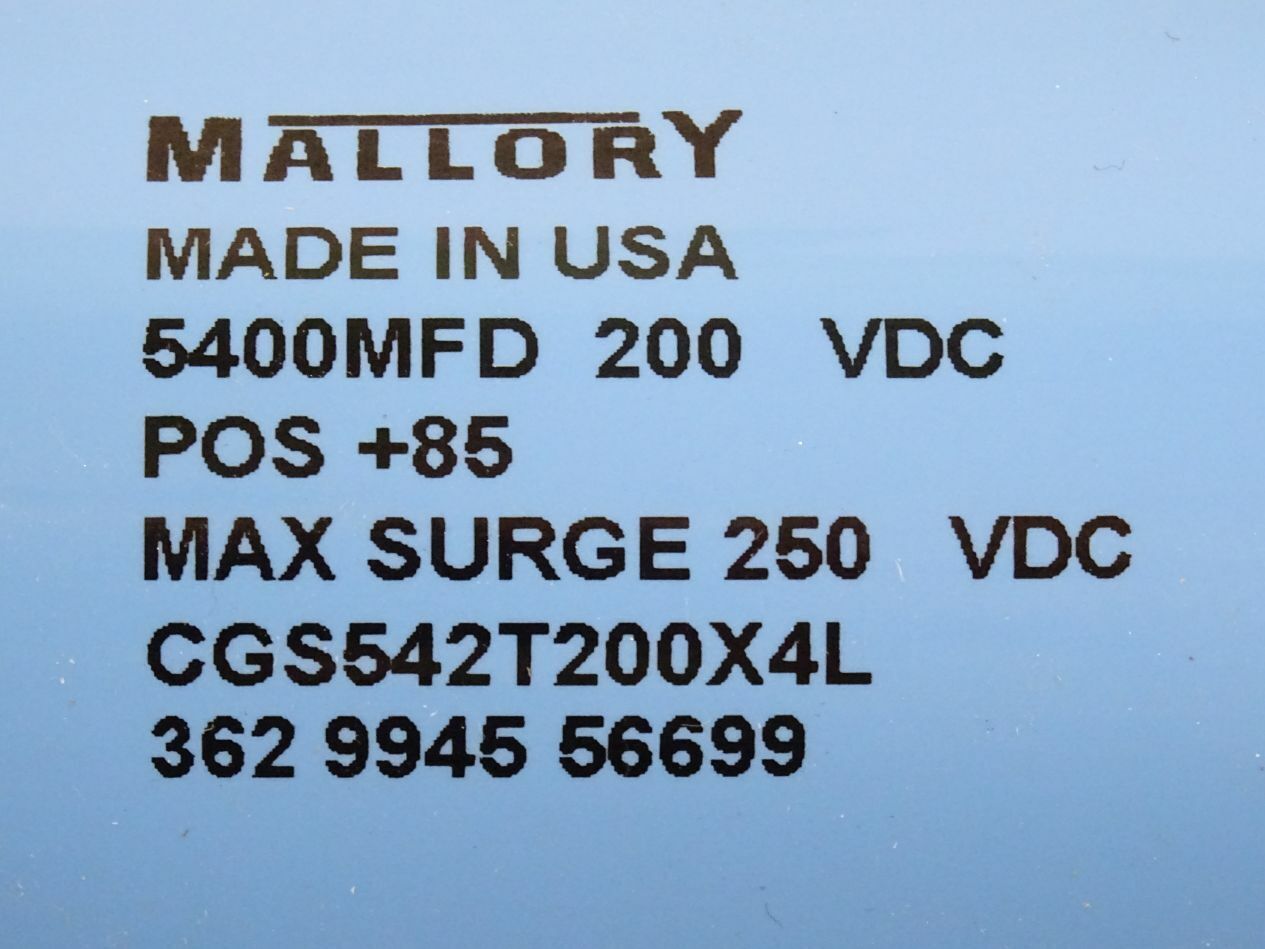 MALLORY
MADE IN USA
5400MFD 200 VDC
POS +85
MAX SURGE 250 VDC
CGS542T200X4L
362 9945 56699